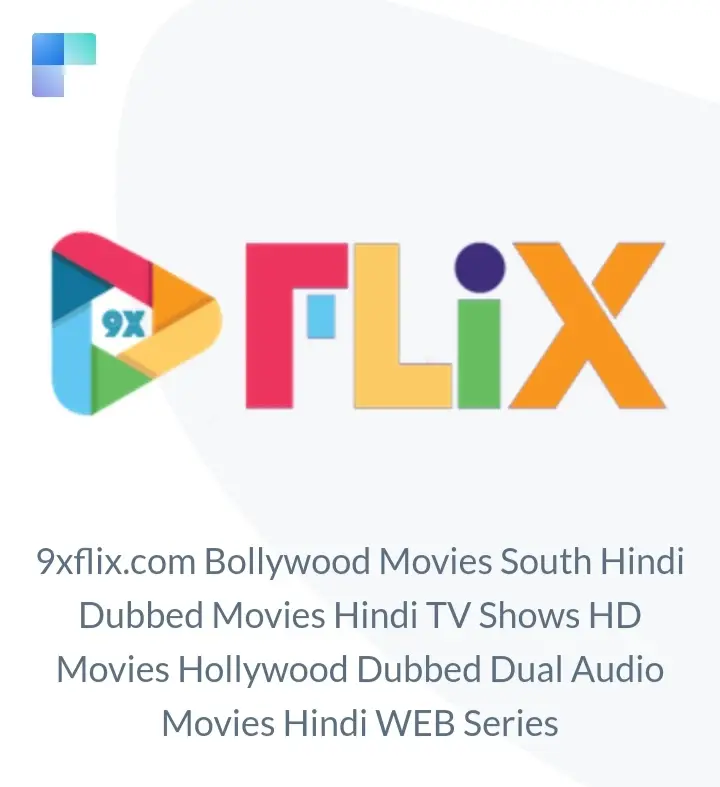 9X FLiX
9xflix.com Bollywood Movies South Hindi
Dubbed Movies Hindi TV Shows HD
Movies Hollywood Dubbed Dual Audio
Movies Hindi WEB Series